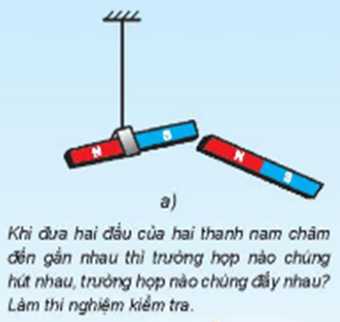 N S N S
a)
Khi đưa hai đầu của hai thanh nam châm
đến gần nhau thì trường hợp nào chúng
hút nhau, trường hợp nào chúng đẩy nhau?
Làm thí nghiệm kiểm tra.